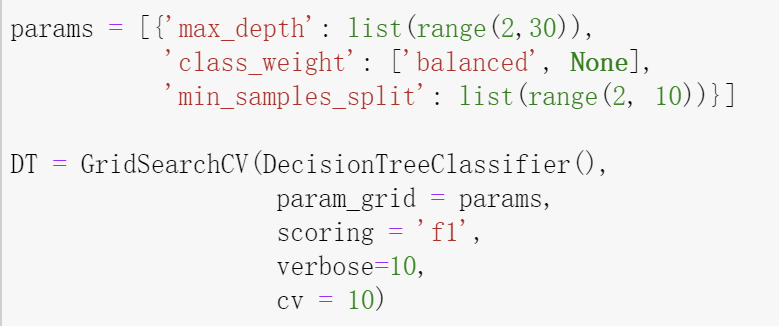 params = [{'max_depth': list(range(2,30)),
'class_weight': ['balanced', None],
'min_samples_split': list(range(2, 10))}]
DT = GridSearchCV(DecisionTreeClassifier(),
param_grid = params,
scoring = 'f1',
verbose=10,
cv = 10)